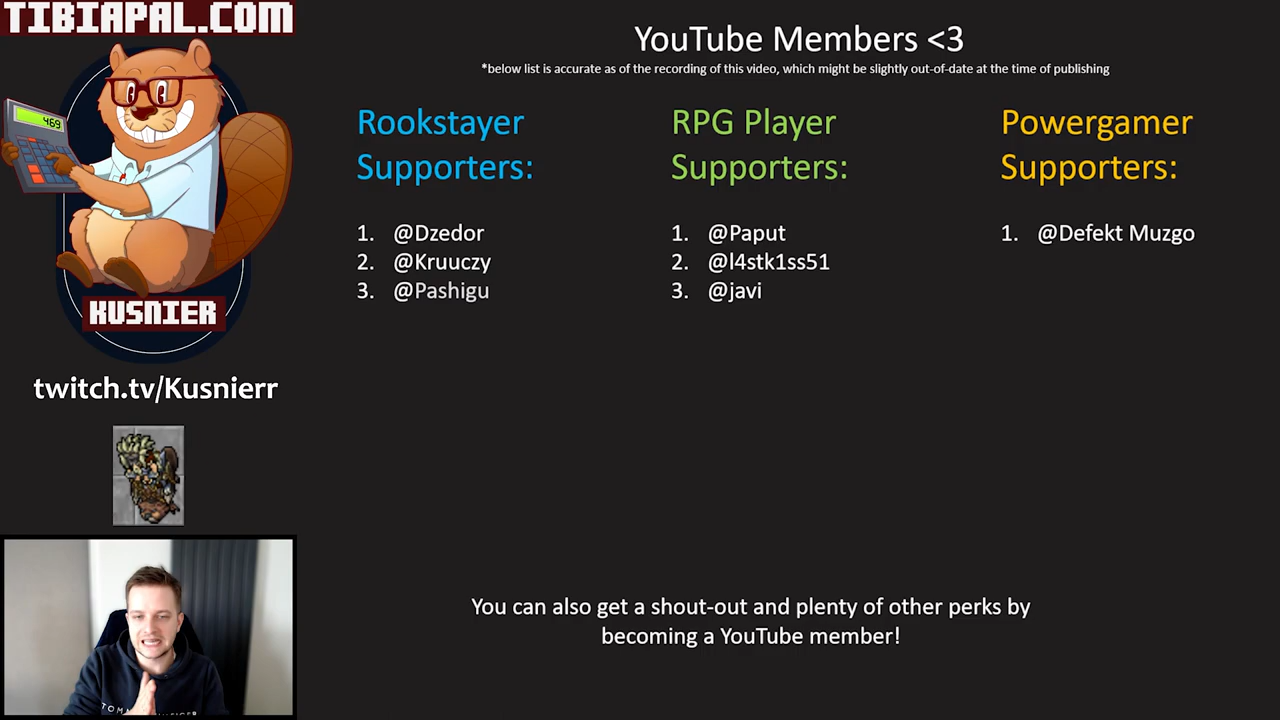 TIBIAPAL.COM
469
KUSNIER
twitch.tv/Kusnierr
YouTube Members <3
*below list is accurate as of the recording of this video, which might be slightly out-of-date at the time of publishing
Rookstayer
Supporters:
1. @Dzedor
2. @Kruuczy
3. @Pashigu
RPG Player
Supporters:
1. @Paput
2. @l4stk1ss51
3. @javi
Powergamer
Supporters:
1. @Defekt Muzgo
You can also get a shout-out and plenty of other perks by
becoming a YouTube member!